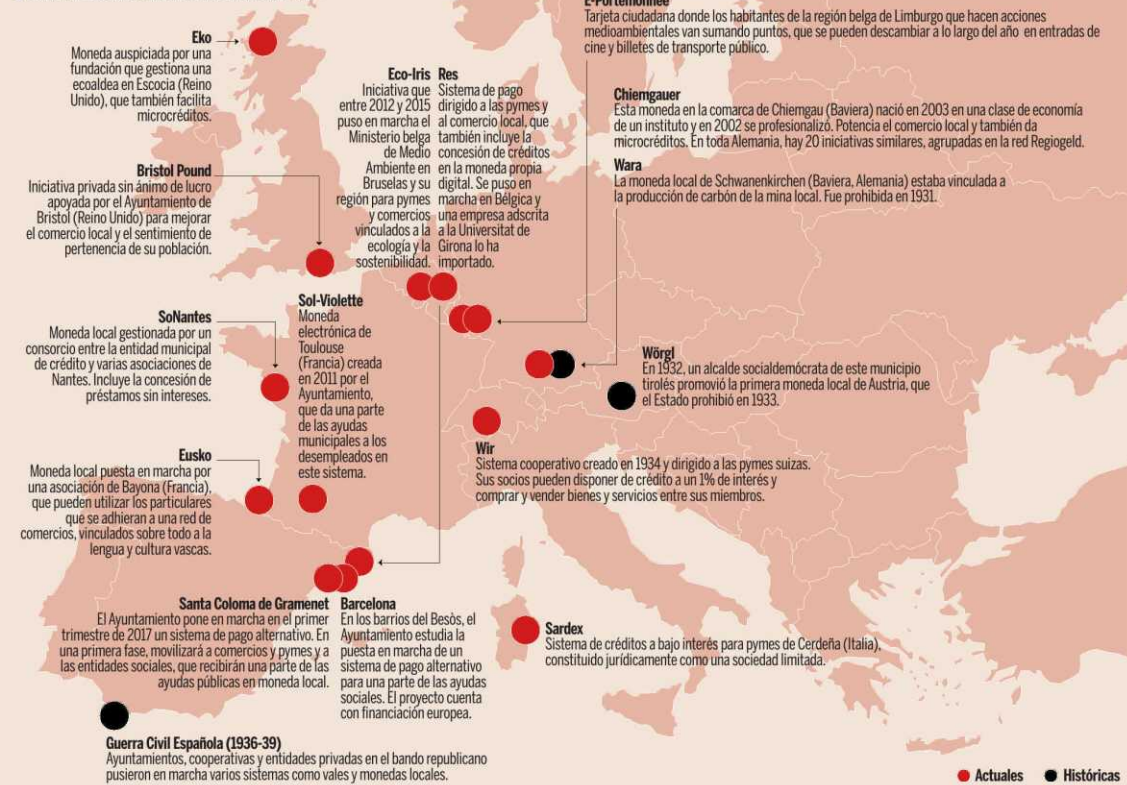 E-Portemonnee
Tarjeta ciudadana donde los habitantes de la región belga de Limburgo que hacen acciones
medioambientales van sumando puntos, que se pueden descambiar a lo largo del año en entradas de
cine y billetes de transporte público.
Eko
Moneda auspiciada por una
fundación que gestiona una
ecoaldea en Escocia (Reino
Unido), que también facilita
microcréditos.
Eco-Iris
Iniciativa que
entre 2012 y 2015
puso en marcha el
Ministerio belga
de Medio
Ambiente en
Bruselas y su
región para pymes
y comercios
vinculados a la
ecología y la
sostenibilidad.
Res
Sistema de pago
dirigido a las pymes y
al comercio local, que
también incluye la
concesión de créditos
en la moneda propia
digital. Se puso en
marcha en Bélgica y
una empresa adscrita
a la Universitat de
Girona lo ha
importado.
Chiemgauer
Esta moneda en la comarca de Chiemgau (Baviera) nació en 2003 en una clase de economía
de un instituto y en 2002 se profesionalizó. Potencia el comercio local y también da
microcréditos. En toda Alemania, hay 20 iniciativas similares, agrupadas en la red Regiogeld.
Wara
La moneda local de Schwanenkirchen (Baviera, Alemania) estaba vinculada a
la producción de carbón de la mina local. Fue prohibida en 1931.
Bristol Pound
Iniciativa privada sin ánimo de lucro
apoyada por el Ayuntamiento de
Bristol (Reino Unido) para mejorar
el comercio local y el sentimiento de
pertenencia de su población.
SoNantes
Moneda local gestionada por un
consorcio entre la entidad municipal
de crédito y varias asociaciones de
Nantes. Incluye la concesión de
préstamos sin intereses.
Sol-Violette
Moneda
electrónica de
Toulouse
(Francia) creada
en 2011 por el
Ayuntamiento,
que da una parte
de las ayudas
municipales a los
desempleados en
este sistema.
Wörgl
En 1932, un alcalde socialdemócrata de este municipio
tirolés promovió la primera moneda local de Austria, que
el Estado prohibió en 1933.
Wir
Sistema cooperativo creado en 1934 y dirigido a las pymes suizas.
Sus socios pueden disponer de crédito a un 1% de interés y
comprar y vender bienes y servicios entre sus miembros.
Eusko
Moneda local puesta en marcha por
una asociación de Bayona (Francia),
que pueden utilizar los particulares
que se adhieran a una red de
comercios, vinculados sobre todo a la
lengua y cultura vascas.
Santa Coloma de Gramenet
El Ayuntamiento pone en marcha en el primer
trimestre de 2017 un sistema de pago alternativo. En
una primera fase, movilizará a comercios y pymes y a
las entidades sociales, que recibirán una parte de las
ayudas públicas en moneda local.
Barcelona
En los barrios del Besòs, el
Ayuntamiento estudia la
puesta en marcha de un
sistema de pago alternativo
para una parte de las ayudas
sociales. El proyecto cuenta
con financiación europea.
Sardex
Sistema de créditos a bajo interés para pymes de Cerdeña (Italia),
constituido jurídicamente como una sociedad limitada.
Guerra Civil Española (1936-39)
Ayuntamientos, cooperativas y entidades privadas en el bando republicano
pusieron en marcha varios sistemas como vales y monedas locales.
Actuales
Históricas